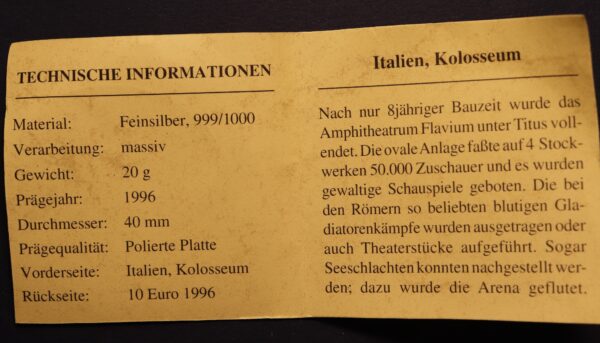 TECHNISCHE INFORMATIONEN
Material: Feinsilber, 999/1000
Verarbeitung: massiv
Gewicht: 20 g
Prägejahr: 1996
Durchmesser: 40 mm
Prägequalität: Polierte Platte
Vorderseite: Italien, Kolosseum
Rückseite: 10 Euro 1996
Italien, Kolosseum
Nach nur 8jähriger Bauzeit wurde das
Amphitheatrum Flavium unter Titus voll-
endet. Die ovale Anlage faßte auf 4 Stock-
werken 50.000 Zuschauer und es wurden
gewaltige Schauspiele geboten. Die bei
den Römern so beliebten blutigen Gla-
diatorenkämpfe wurden ausgetragen oder
auch Theaterstücke aufgeführt. Sogar
Seeschlachten konnten nachgestellt wer-
den; dazu wurde die Arena geflutet.